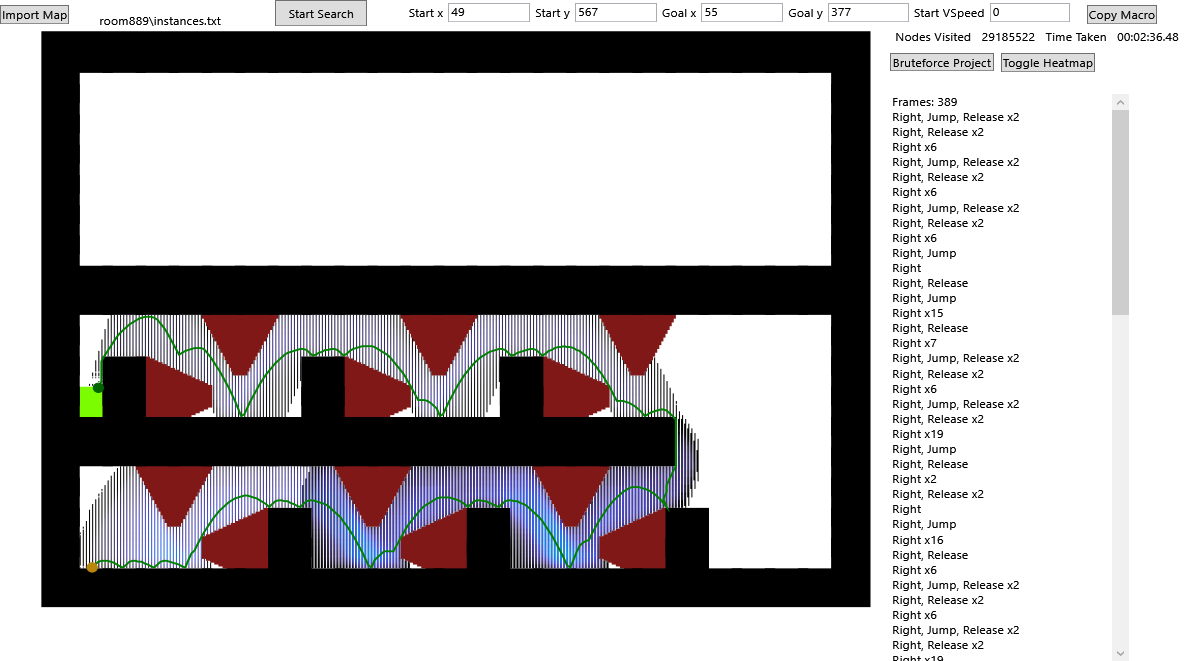 Import Map
room889\instances.txt
Start Search
Start x 49 Start y 567 Goal x 55 Goal y 377 Start VSpeed 0
Copy Macro
Nodes Visited 29185522 Time Taken 00:02:36.48
Bruteforce Project Toggle Heatmap
Frames: 389
Right, Jump, Release x2
Right, Release x2
Right x6
Right, Jump, Release x2
Right, Release x2
Right x6
Right, Jump, Release x2
Right, Release x2
Right x6
Right, Jump
Right
Right, Release
Right, Jump
Right x15
Right, Release
Right x7
Right, Jump, Release x2
Right, Release x2
Right x6
Right, Jump, Release x2
Right, Release x2
Right x19
Right, Jump
Right, Release
Right x2
Right, Release x2
Right
Right, Jump
Right x16
Right, Release
Right x6
Right, Jump, Release x2
Right, Release x2
Right x6
Right, Jump, Release x2
Right, Release x2
Right x19